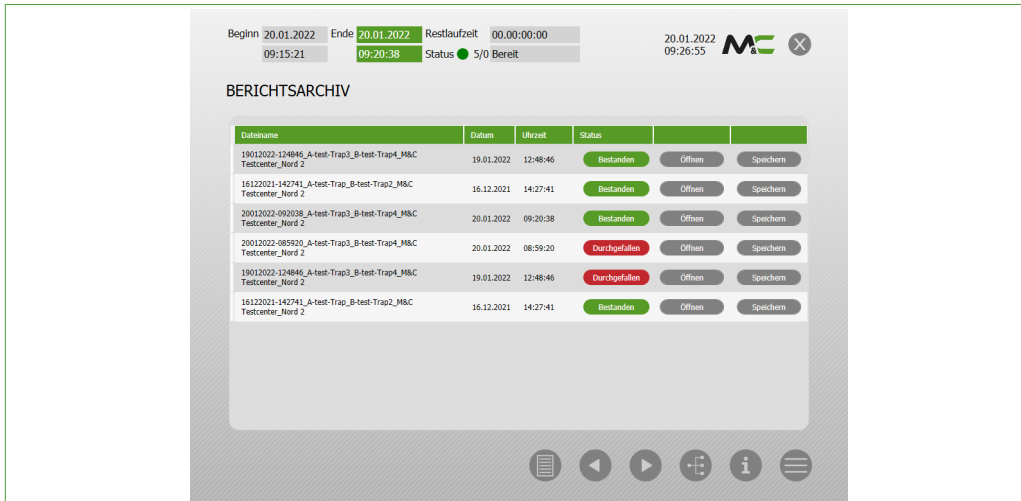 Beginn 20.01.2022 Ende 20.01.2022 Restlaufzeit 00.00:00:00
09:15:21 09:20:38 Status 5/0 Bereit
20.01.2022
09:26:55
M&C
BERICHTSARCHIV
Dateiname Datum Uhrzeit Status
19012022-124846_A-test-Trap3_B-test-Trap4_M&C
Testcenter_Nord 2 19.01.2022 12:48:46 Bestanden Öffnen Speichern
16122021-142741_A-test-Trap_B-test-Trap2_M&C
Testcenter_Nord 2 16.12.2021 14:27:41 Bestanden Öffnen Speichern
20012022-092038_A-test-Trap3_B-test-Trap4_M&C
Testcenter_Nord 2 20.01.2022 09:20:38 Bestanden Öffnen Speichern
20012022-085920_A-test-Trap3_B-test-Trap4_M&C
Testcenter_Nord 2 20.01.2022 08:59:20 Durchgefallen Öffnen Speichern
19012022-124846_A-test-Trap3_B-test-Trap4_M&C
Testcenter_Nord 2 19.01.2022 12:48:46 Durchgefallen Öffnen Speichern
16122021-142741_A-test-Trap_B-test-Trap2_M&C
Testcenter_Nord 2 16.12.2021 14:27:41 Bestanden Öffnen Speichern